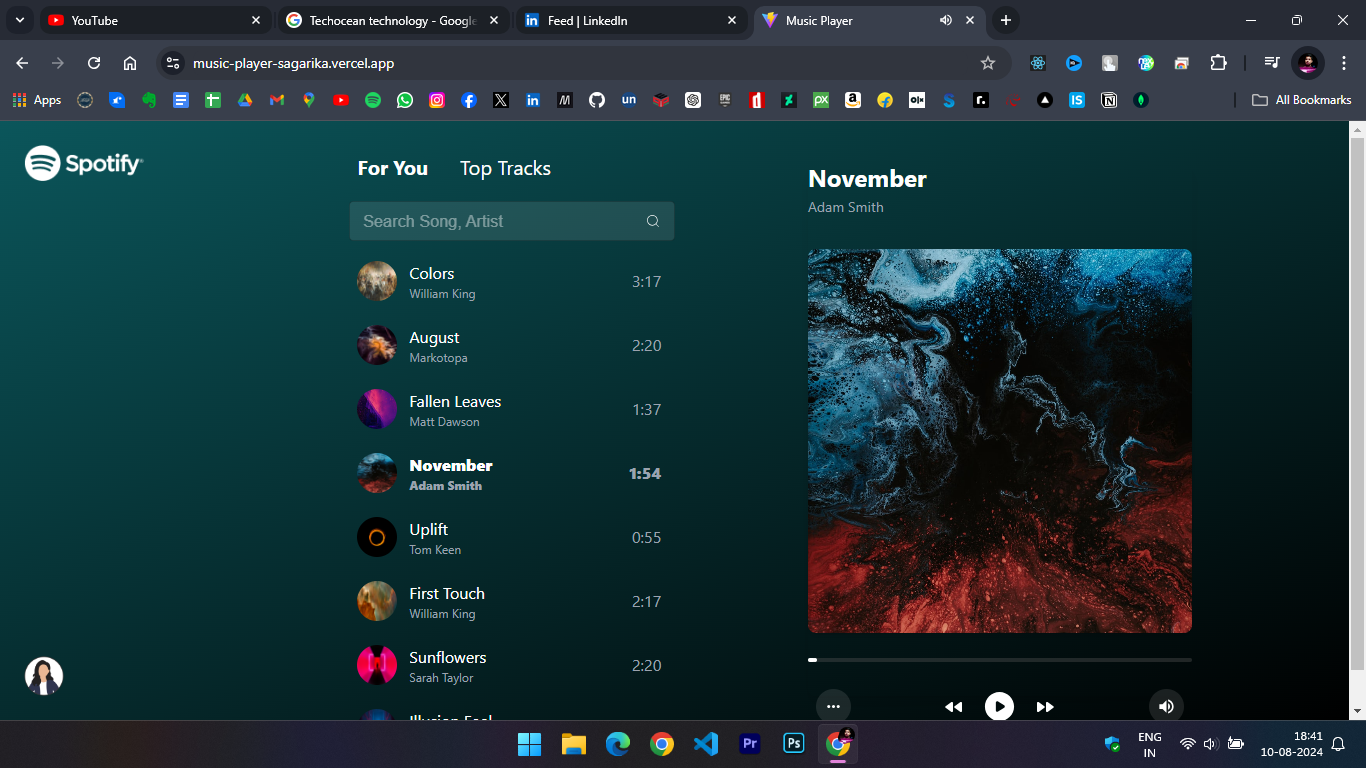 YouTube
Techocean technology - Google
Feed | LinkedIn
Music Player
music-player-sagarika.vercel.app
Apps
All Bookmarks
Spotify
For You
Top Tracks
Search Song, Artist
Colors
William King
3:17
August
Markotopa
2:20
Fallen Leaves
Matt Dawson
1:37
November
Adam Smith
1:54
Uplift
Tom Keen
0:55
First Touch
William King
2:17
Sunflowers
Sarah Taylor
2:20
November
Adam Smith
ENG
IN
18:41
10-08-2024